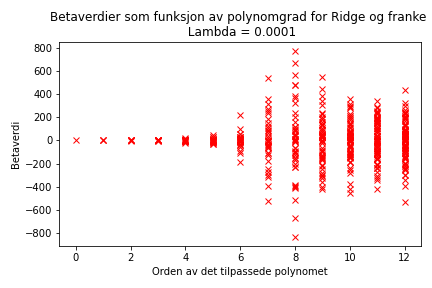 Betaverdier som funksjon av polynomgrad for Ridge og franke
Lambda = 0.0001
800
600
400
200
0
−200
−400
−600
−800
Betaverdi
0 2 4 6 8 10 12
Orden av det tilpassede polynomet